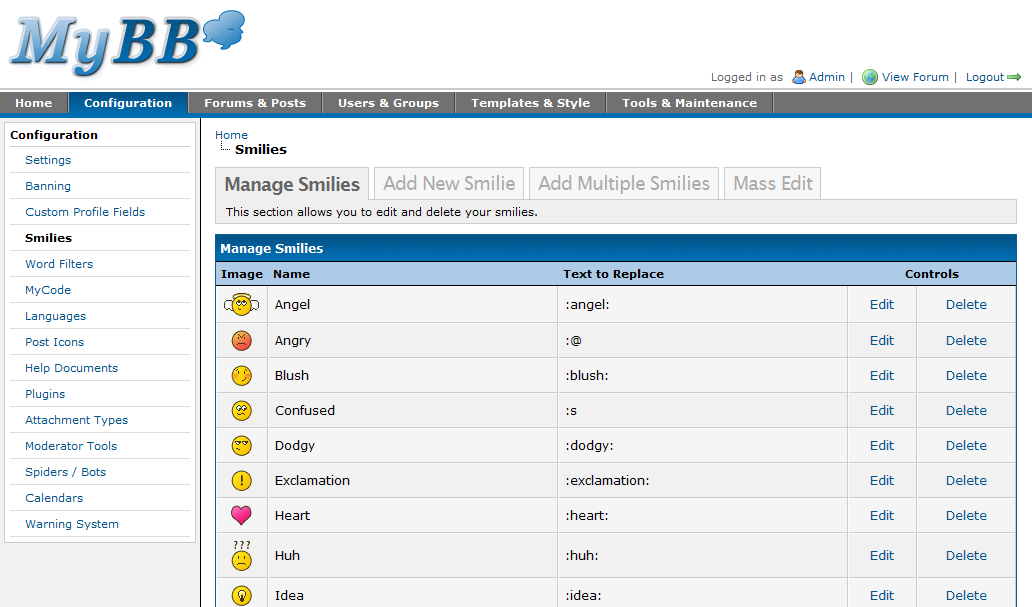 MyBB
Logged in as Admin | View Forum | Logout
Home Configuration Forums & Posts Users & Groups Templates & Style Tools & Maintenance
Configuration
Settings
Banning
Custom Profile Fields
Smilies
Word Filters
MyCode
Languages
Post Icons
Help Documents
Plugins
Attachment Types
Moderator Tools
Spiders / Bots
Calendars
Warning System
Home
Smilies
Manage Smilies Add New Smilie Add Multiple Smilies Mass Edit
This section allows you to edit and delete your smilies.
Manage Smilies
Image Name Text to Replace Controls
Angel :angel: Edit Delete
Angry :@ Edit Delete
Blush :blush: Edit Delete
Confused :s Edit Delete
Dodgy :dodgy: Edit Delete
! Exclamation :exclamation: Edit Delete
Heart :heart: Edit Delete
??? Huh :huh: Edit Delete
Idea :idea: Edit Delete